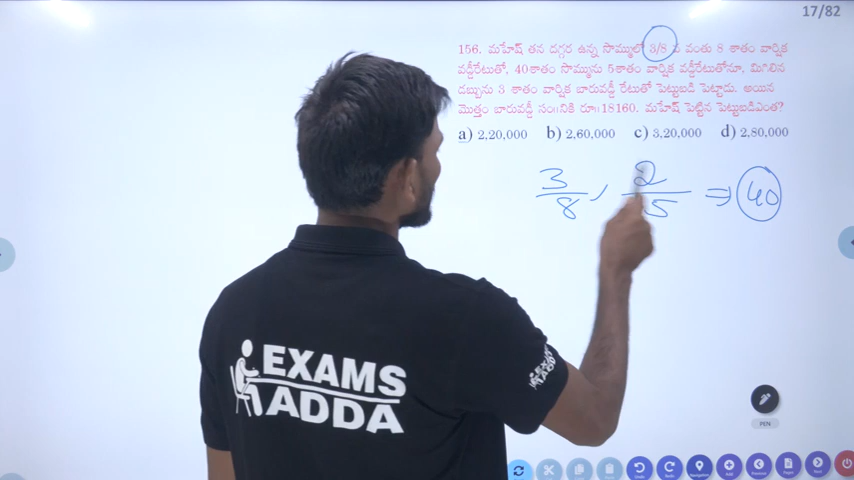 17/82
156. మహేష్ తన దగ్గర ఉన్న సొమ్ములో 3/8 వ వంతు 8 శాతం వార్షిక
వడ్డీరేటుతో, 40శాతం సొమ్మును 5శాతం వార్షిక వడ్డీరేటుతోనూ, మిగిలిన
డబ్బును 3 శాతం వార్షిక బారువడ్డీ రేటుతో పెట్టుబడి పెట్టాడు. అయిన
మొత్తం బారువడ్డీ సం॥నికి రూ॥18160. మహేష్ పెట్టిన పెట్టుబడిఎంత?
a) 2,20,000 b) 2,60,000 c) 3,20,000 d) 2,80,000
3/8, 2/5 ⇒ 40
EXAMS
ADDA
EXAMS
ADDA
PEN